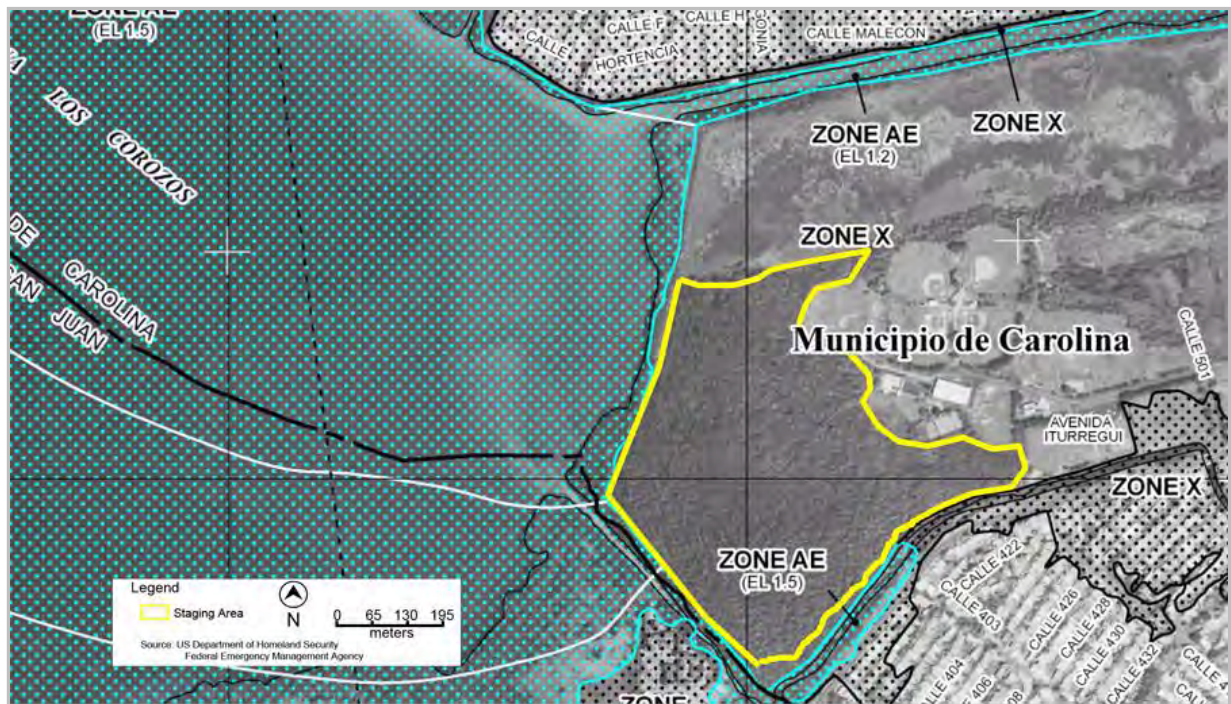 ZONE AE
(EL 1.5)
CALLE F
CALLE H
CALLE
HORTENCIA
CALLE MALECON
LOS COROZOS
ZONE AE
(EL 1.2)
ZONE X
ZONE X
DE CAROLINA
SAN JUAN
Municipio de Carolina
CALLE 501
AVENIDA
ITURREGUI
ZONE X
ZONE AE
(EL 1.5)
CALLE 422
CALLE 403
CALLE 426
CALLE 428
CALLE 430
CALLE 432
CALLE 404
406
Legend
Staging Area
N
0 65 130 195
meters
Source: US Department of Homeland Security
Federal Emergency Management Agency
ZONE